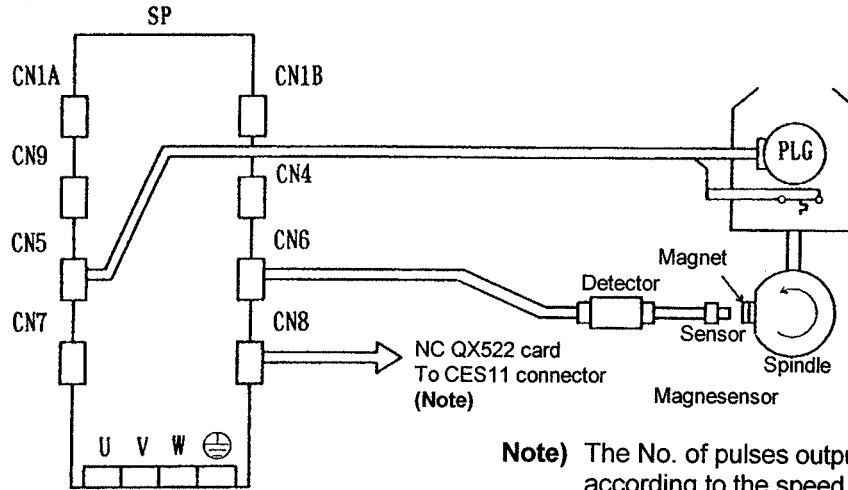 SP
CN1A
CN1B
CN9
CN4
PLG
CN5
CN6
CN7
CN8
Magnet
Detector
Sensor
Spindle
NC QX522 card
To CES11 connector
(Note)
Magnesensor
U V W
Note) The No. of pulses outpu
according to the speed